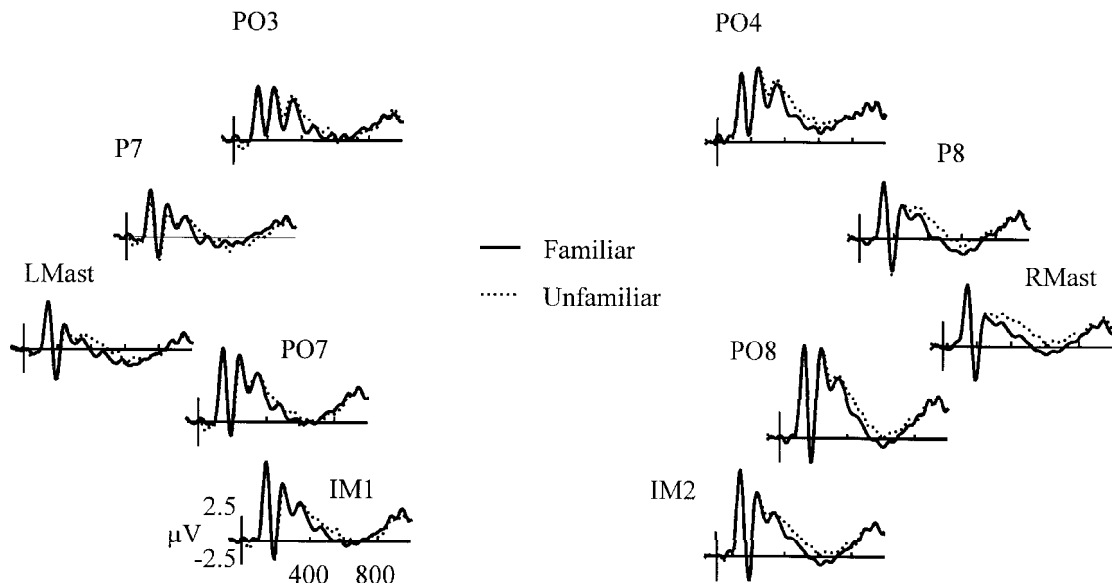 PO3
PO4
P7
P8
Familiar
LMast
RMast
Unfamiliar
PO7
PO8
IM1
IM2
2.5
µV
-2.5
400 800